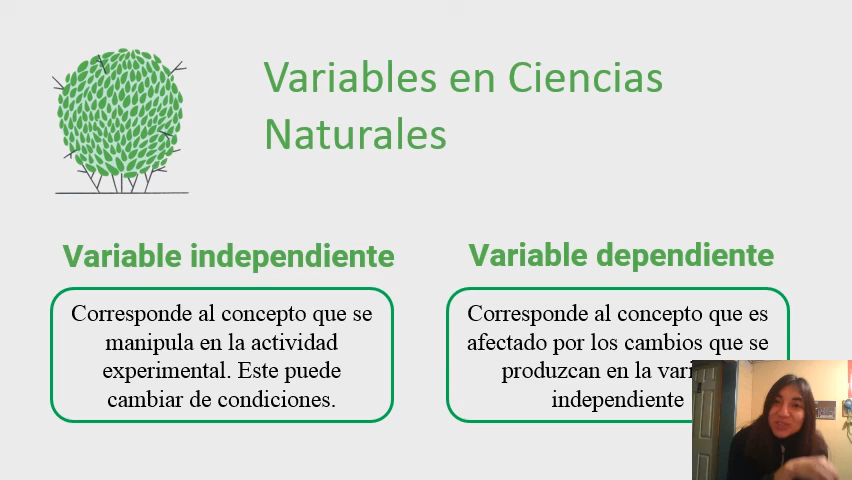 Variables en Ciencias
Naturales
Variable independiente
Corresponde al concepto que se
manipula en la actividad
experimental. Este puede
cambiar de condiciones.
Variable dependiente
Corresponde al concepto que es
afectado por los cambios que se
produzcan en la
independiente